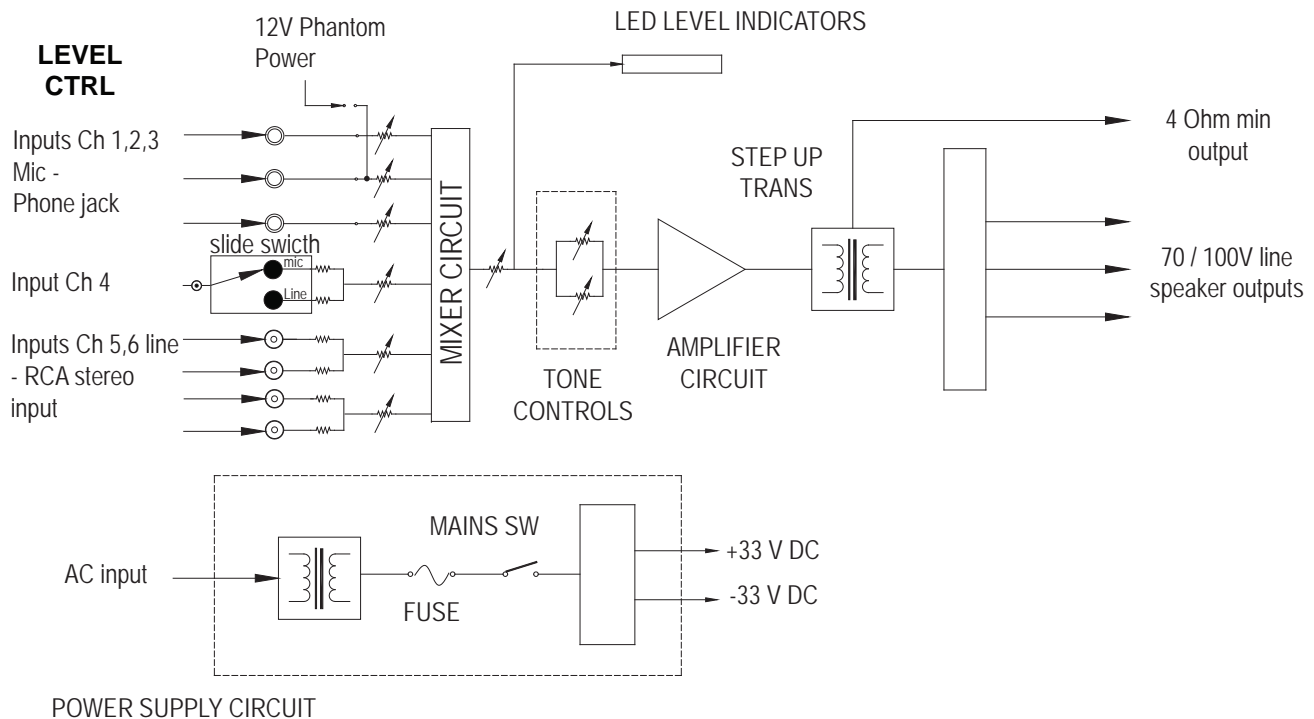 LED LEVEL INDICATORS
12V Phantom
Power
LEVEL
CTRL
Inputs Ch 1,2,3
Mic -
Phone jack
slide swicth
mic
Line
Input Ch 4
Inputs Ch 5,6 line
- RCA stereo
input
MIXER CIRCUIT
TONE
CONTROLS
AMPLIFIER
CIRCUIT
STEP UP
TRANS
4 Ohm min
output
70 / 100V line
speaker outputs
AC input
FUSE
MAINS SW
+33 V DC
-33 V DC
POWER SUPPLY CIRCUIT